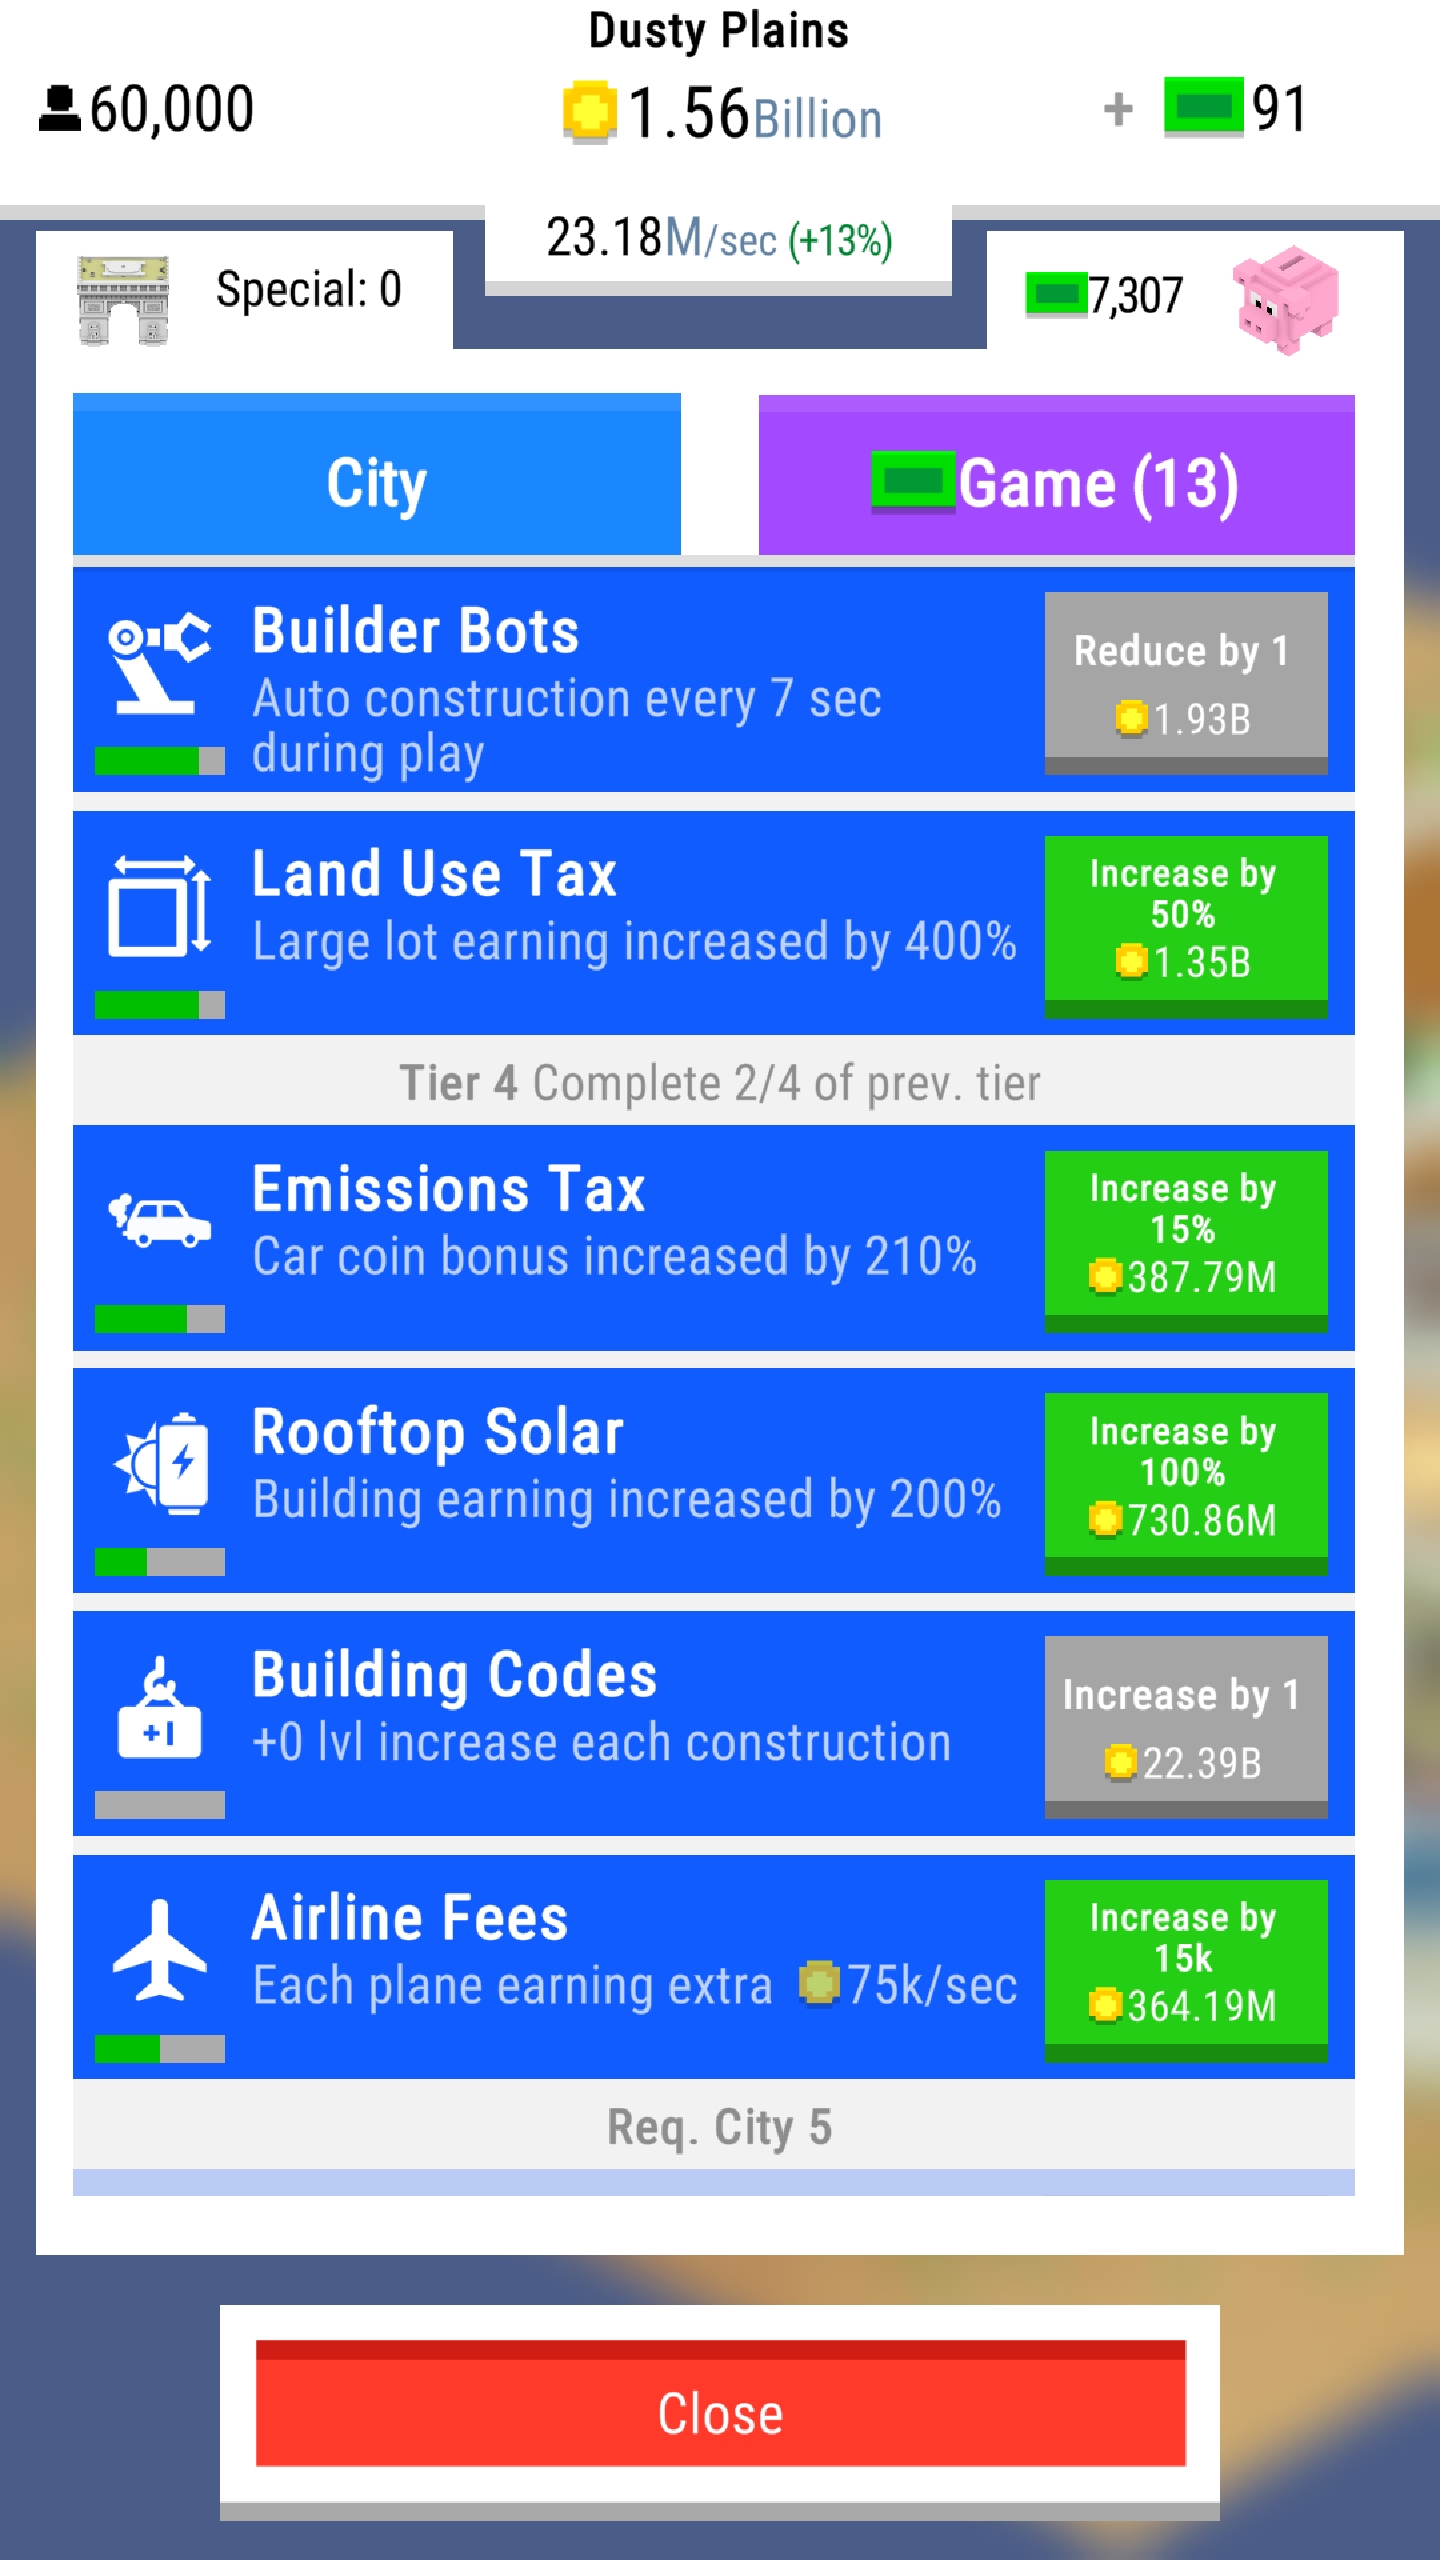 Dusty Plains
60,000
1.56Billion
+ 91
23.18M/sec (+13%)
Special: 0
7,307
City
Game (13)
Builder Bots
Auto construction every 7 sec
during play
Reduce by 1
1.93B
Land Use Tax
Large lot earning increased by 400%
Increase by
50%
1.35B
Tier 4 Complete 2/4 of prev. tier
Emissions Tax
Car coin bonus increased by 210%
Increase by
15%
387.79M
Rooftop Solar
Building earning increased by 200%
Increase by
100%
730.86M
+1
Building Codes
+0 lvl increase each construction
Increase by 1
22.39B
Airline Fees
Each plane earning extra 75k/sec
Increase by
15k
364.19M
Req. City 5
Close